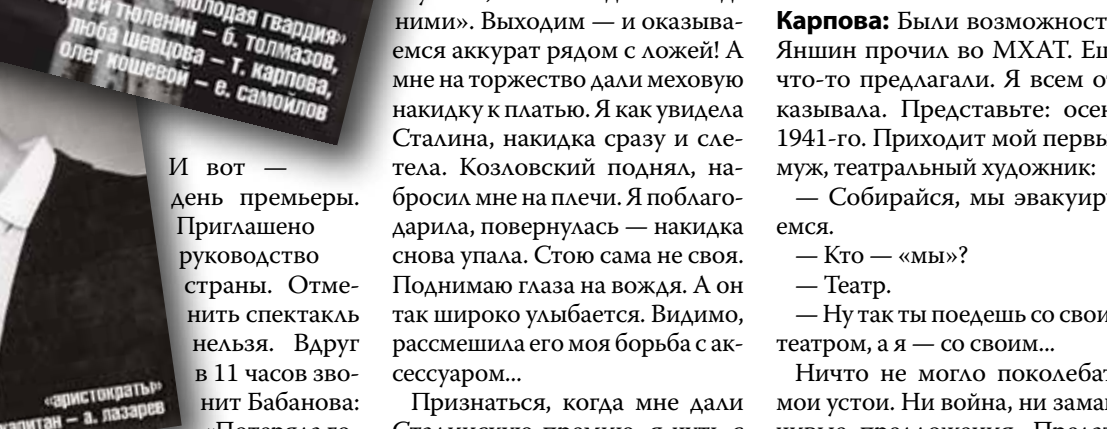 «молодая гвардия»
сергей тюленин – б. толмазов,
люба шевцова – т. карпова,
олег кошевой – е. самойлов
«аристократы»
капитан – а. лазарев
И вот —
день премьеры.
Приглашено
руководство
страны. Отме-
нить спектакль
нельзя. Вдруг
в 11 часов зво-
нит Бабанова:
ними». Выходим — и оказыва-
емся аккурат рядом с ложей! А
мне на торжество дали меховую
накидку к платью. Я как увидела
Сталина, накидка сразу и сле-
тела. Козловский поднял, на-
бросил мне на плечи. Я поблаго-
дарила, повернулась — накидка
снова упала. Стою сама не своя.
Поднимаю глаза на вождя. А он
так широко улыбается. Видимо,
рассмешила его моя борьба с ак-
сессуаром...
Признаться, когда мне дали
Сталинскую премию, я чуть с
Карпова: Были возможност
Яншин прочил во МХАТ. Ещ
что-то предлагали. Я всем о
казывала. Представьте: осен
1941-го. Приходит мой первы
муж, театральный художник:
— Собирайся, мы эвакуир
емся.
— Кто — «мы»?
— Театр.
— Ну так ты поедешь со свои
театром, а я — со своим...
Ничто не могло поколебат
мои устои. Ни война, ни заман